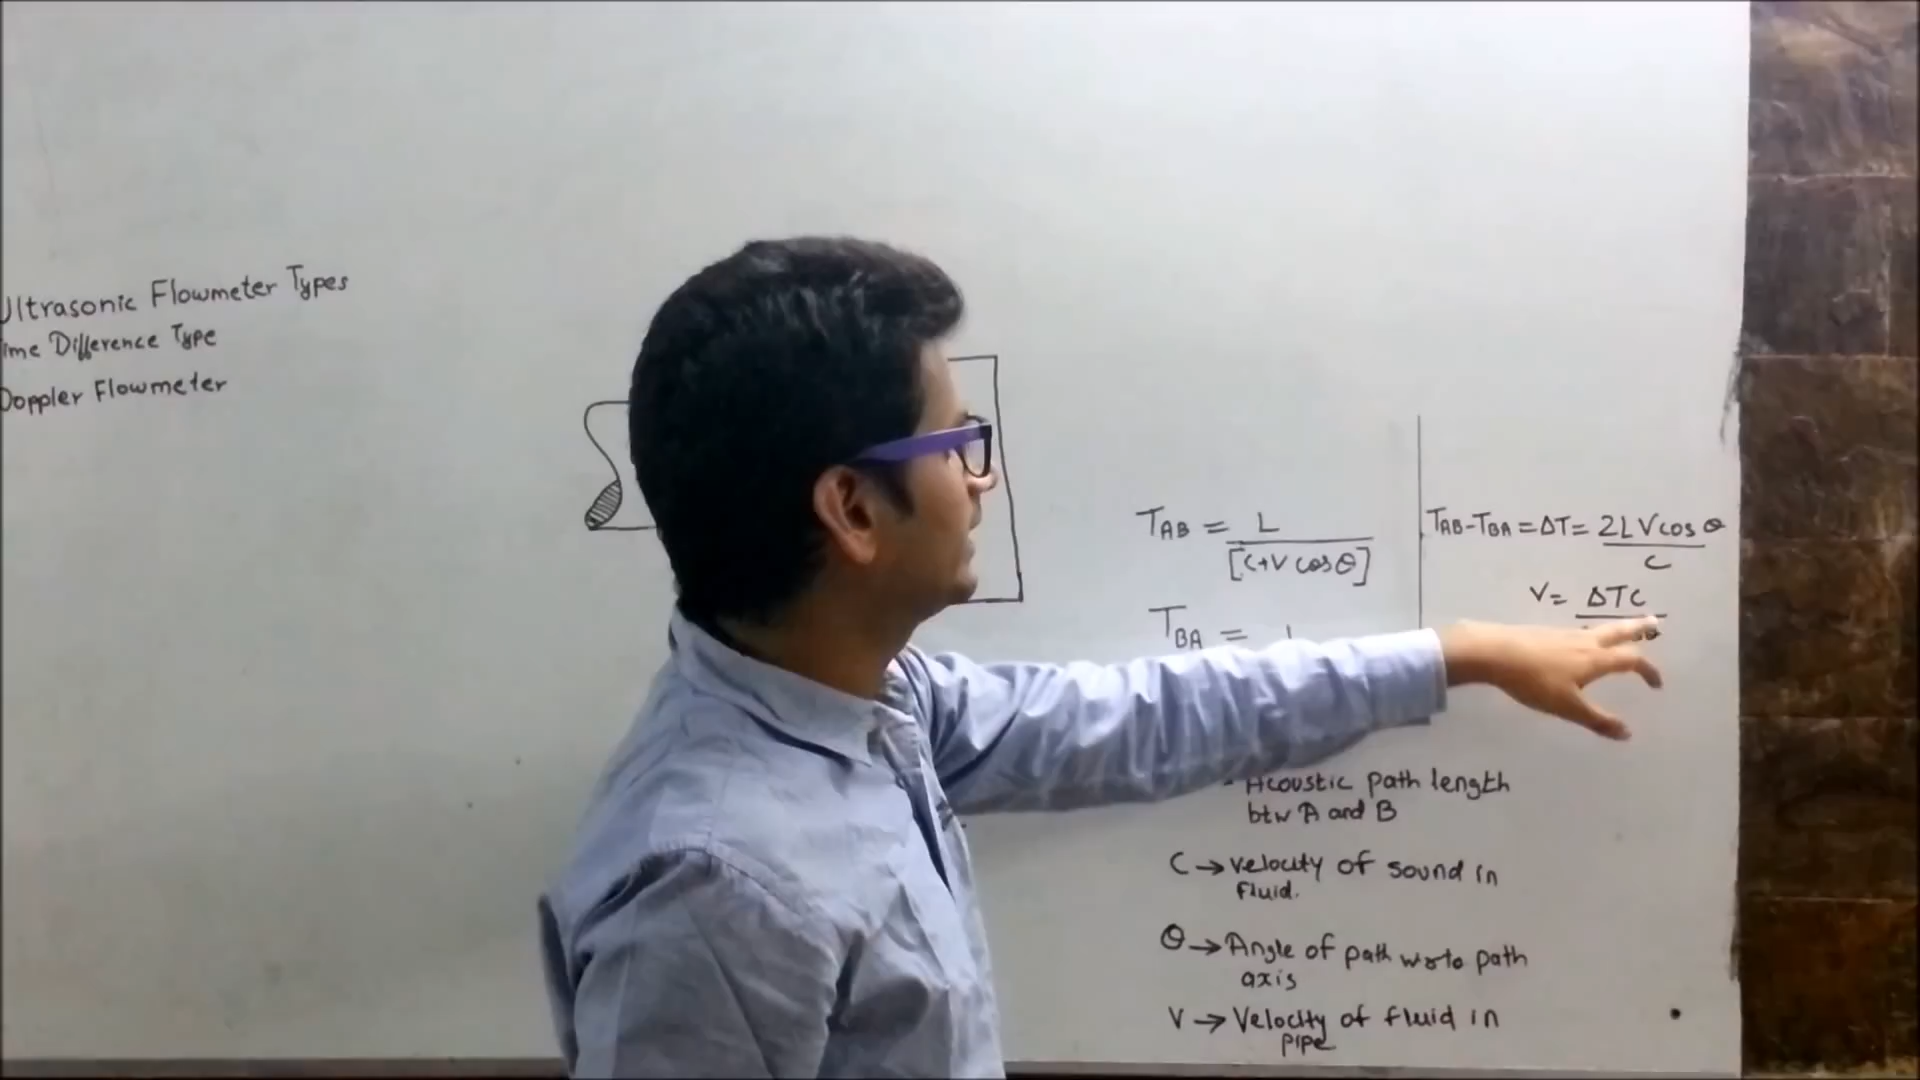 Ultrasonic Flowmeter Types
Time Difference Type
Doppler Flowmeter
TAB = L
[C+V cosθ]
TBA =
TAB-TBA = ΔT = 2LVcosθ
C
V = ΔTC
Acoustic path length
btw A and B
C → velocity of sound in
fluid.
θ → Angle of path w.r.to path
axis
V → Velocity of fluid in
pipe